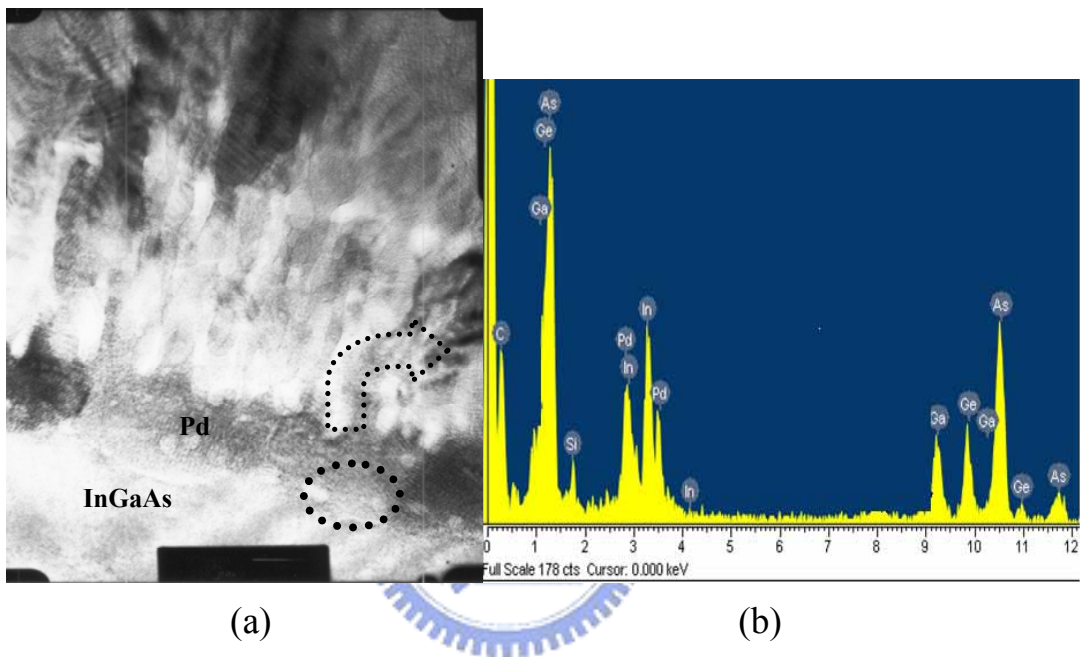 Pd
InGaAs
As
Ge
Ga
C
Si
Pd
In
In
Pd
In
Ga
Ge
Ga
As
Ge
As
0 1 2 3 4 5 6 7 8 9 10 11 12
Full Scale 178 cts Cursor: 0.000 keV
(a)
(b)